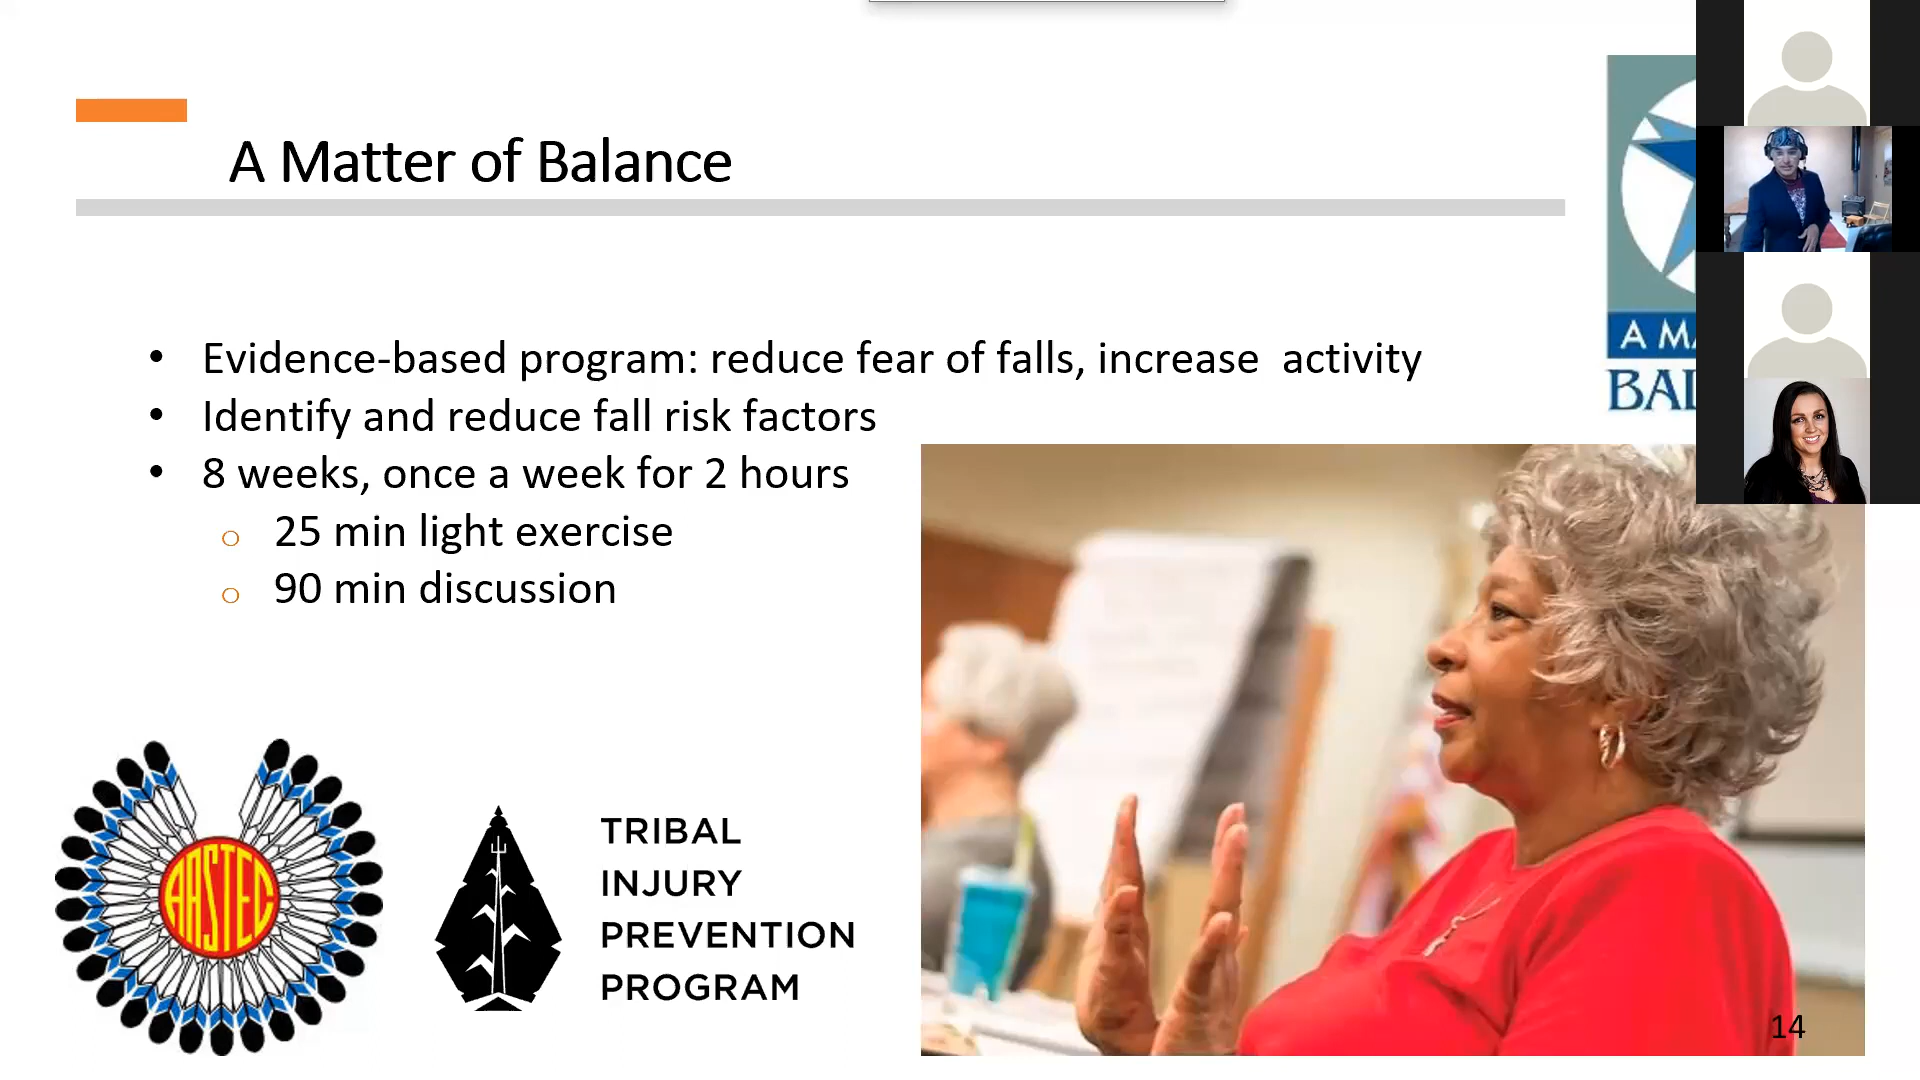 A Matter of Balance
A MA
BAL
• Evidence-based program: reduce fear of falls, increase  activity
• Identify and reduce fall risk factors
• 8 weeks, once a week for 2 hours
o 25 min light exercise
o 90 min discussion
AASTEC
TRIBAL
INJURY
PREVENTION
PROGRAM
14